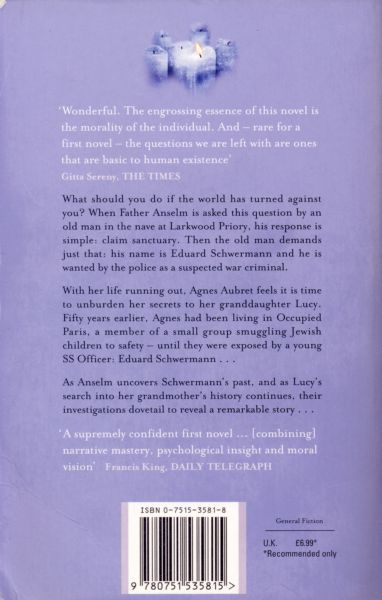 ‘Wonderful. The engrossing essence of this novel is
the morality of the individual. And – rare for a
first novel – the questions we are left with are ones
that are basic to human existence’
Gitta Sereny, THE TIMES
What should you do if the world has turned against
you? When Father Anselm is asked this question by an
old man in the nave at Larkwood Priory, his response is
simple: claim sanctuary. Then the old man demands
just that: his name is Eduard Schwermann and he is
wanted by the police as a suspected war criminal.
With her life running out, Agnes Aubret feels it is time
to unburden her secrets to her granddaughter Lucy.
Fifty years earlier, Agnes had been living in Occupied
Paris, a member of a small group smuggling Jewish
children to safety – until they were exposed by a young
SS Officer: Eduard Schwermann . . .
As Anselm uncovers Schwermann’s past, and as Lucy’s
search into her grandmother’s history continues, their
investigations dovetail to reveal a remarkable story . . .
‘A supremely confident first novel ... [combining]
narrative mastery, psychological insight and moral
vision’ Francis King, DAILY TELEGRAPH
ISBN 0-7515-3581-8
9 780751 535815 >
General Fiction
U.K. £6.99*
*Recommended only